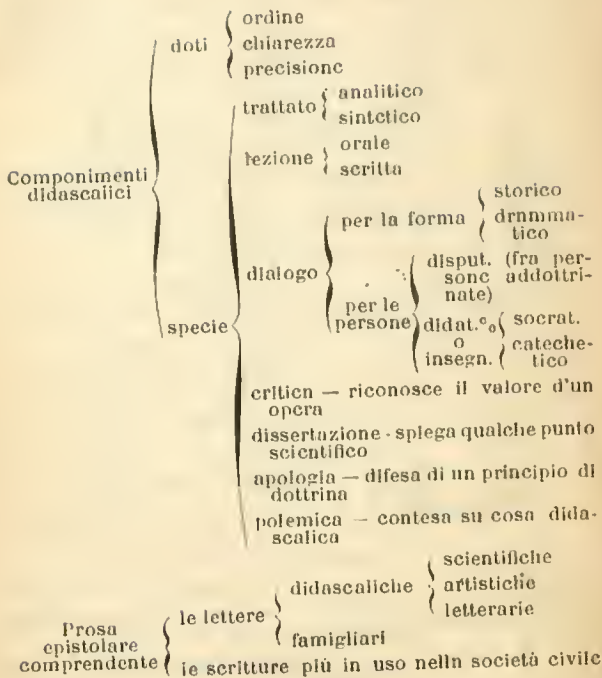 ordine
doti
chiarezza
precisione
trattato
analitico
sintetico
lezione
orale
scritta
Componimenti
didascalici
specie
dialogo
per la forma
storico
dramma-
tico
per le
persone
disput. (fra per-
sone addottri-
nate)
didat.co
o
insegn.
socrat.
cateche-
tico
critica — riconosce il valore d'un
opera
dissertazione - spiega qualche punto
scientifico
apologia — difesa di un principio di
dottrina
polemica — contesa su cosa dida-
scalica
Prosa
epistolare
comprendente
le lettere
didascaliche
scientifiche
artistiche
letterarie
famigliari
le scritture più in uso nella società civile